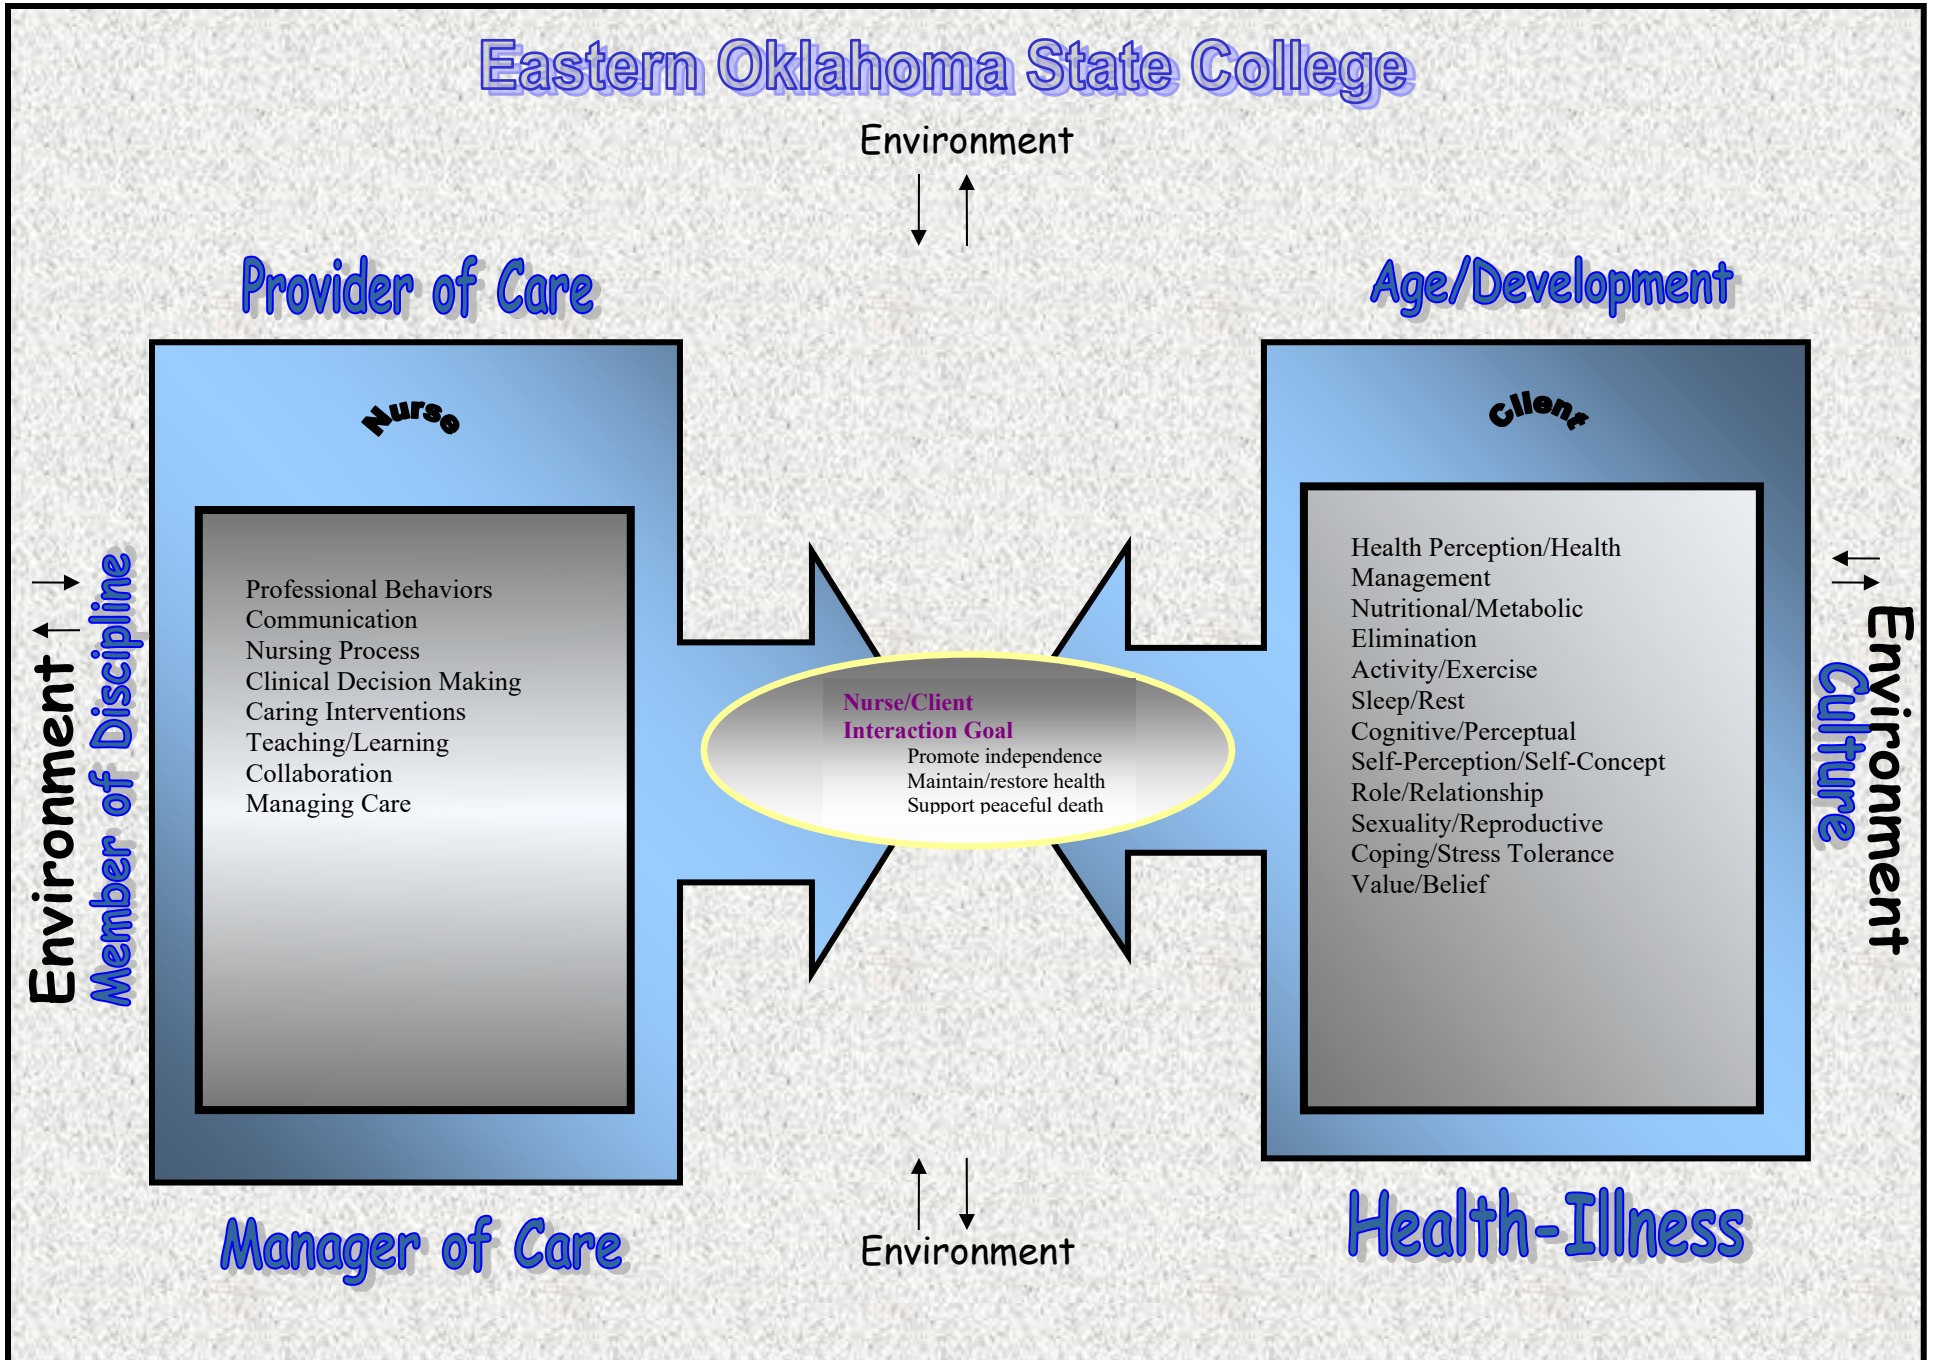 Eastern Oklahoma State College
Environment
Provider of Care
Age/Development
Nurse
Client
Environment
Member of Discipline
Professional Behaviors
Communication
Nursing Process
Clinical Decision Making
Caring Interventions
Teaching/Learning
Collaboration
Managing Care
Nurse/Client
Interaction Goal
Promote independence
Maintain/restore health
Support peaceful death
Health Perception/Health
Management
Nutritional/Metabolic
Elimination
Activity/Exercise
Sleep/Rest
Cognitive/Perceptual
Self-Perception/Self-Concept
Role/Relationship
Sexuality/Reproductive
Coping/Stress Tolerance
Value/Belief
Culture
Environment
Manager of Care
Environment
Health-Illness